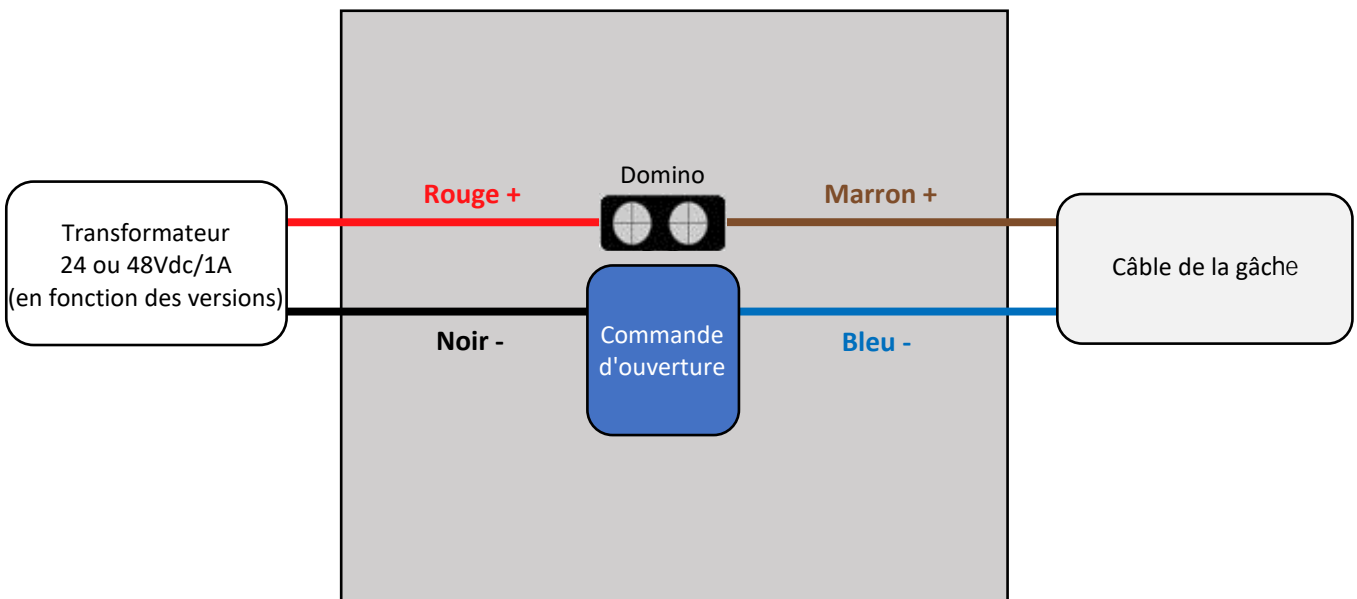 Domino
Rouge +
Marron +
Transformateur
24 ou 48Vdc/1A
(en fonction des versions)
Câble de la gâche
Noir -
Commande
d'ouverture
Bleu -